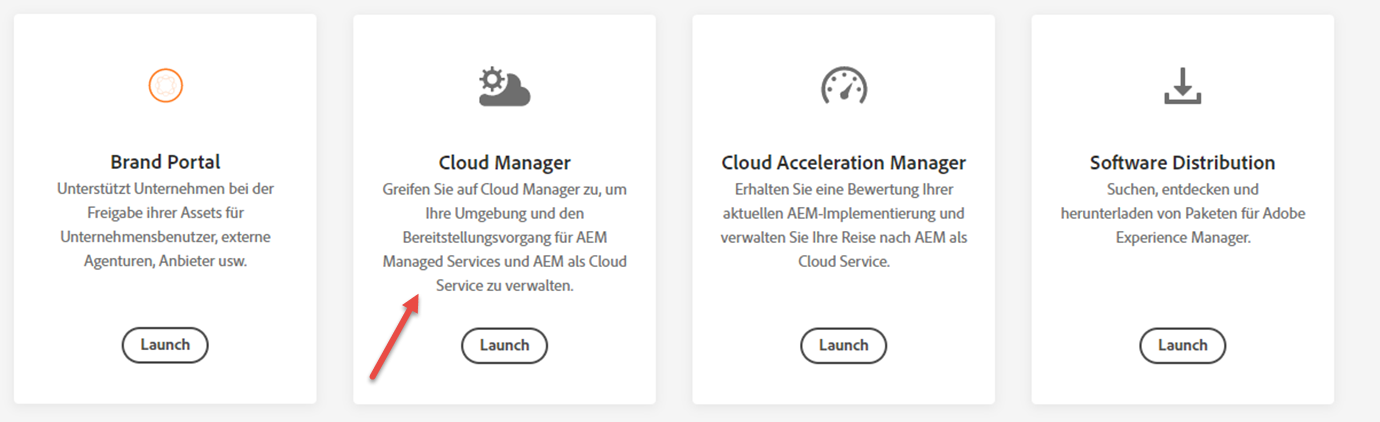 Brand Portal
Unterstützt Unternehmen bei der
Freigabe ihrer Assets für
Unternehmensbenutzer, externe
Agenturen, Anbieter usw.
Launch
Cloud Manager
Greifen Sie auf Cloud Manager zu, um
Ihre Umgebung und den
Bereitstellungsvorgang für AEM
Managed Services und AEM als Cloud
Service zu verwalten.
Launch
Cloud Acceleration Manager
Erhalten Sie eine Bewertung Ihrer
aktuellen AEM-Implementierung und
verwalten Sie Ihre Reise nach AEM als
Cloud Service.
Launch
Software Distribution
Suchen, entdecken und
herunterladen von Paketen für Adobe
Experience Manager.
Launch